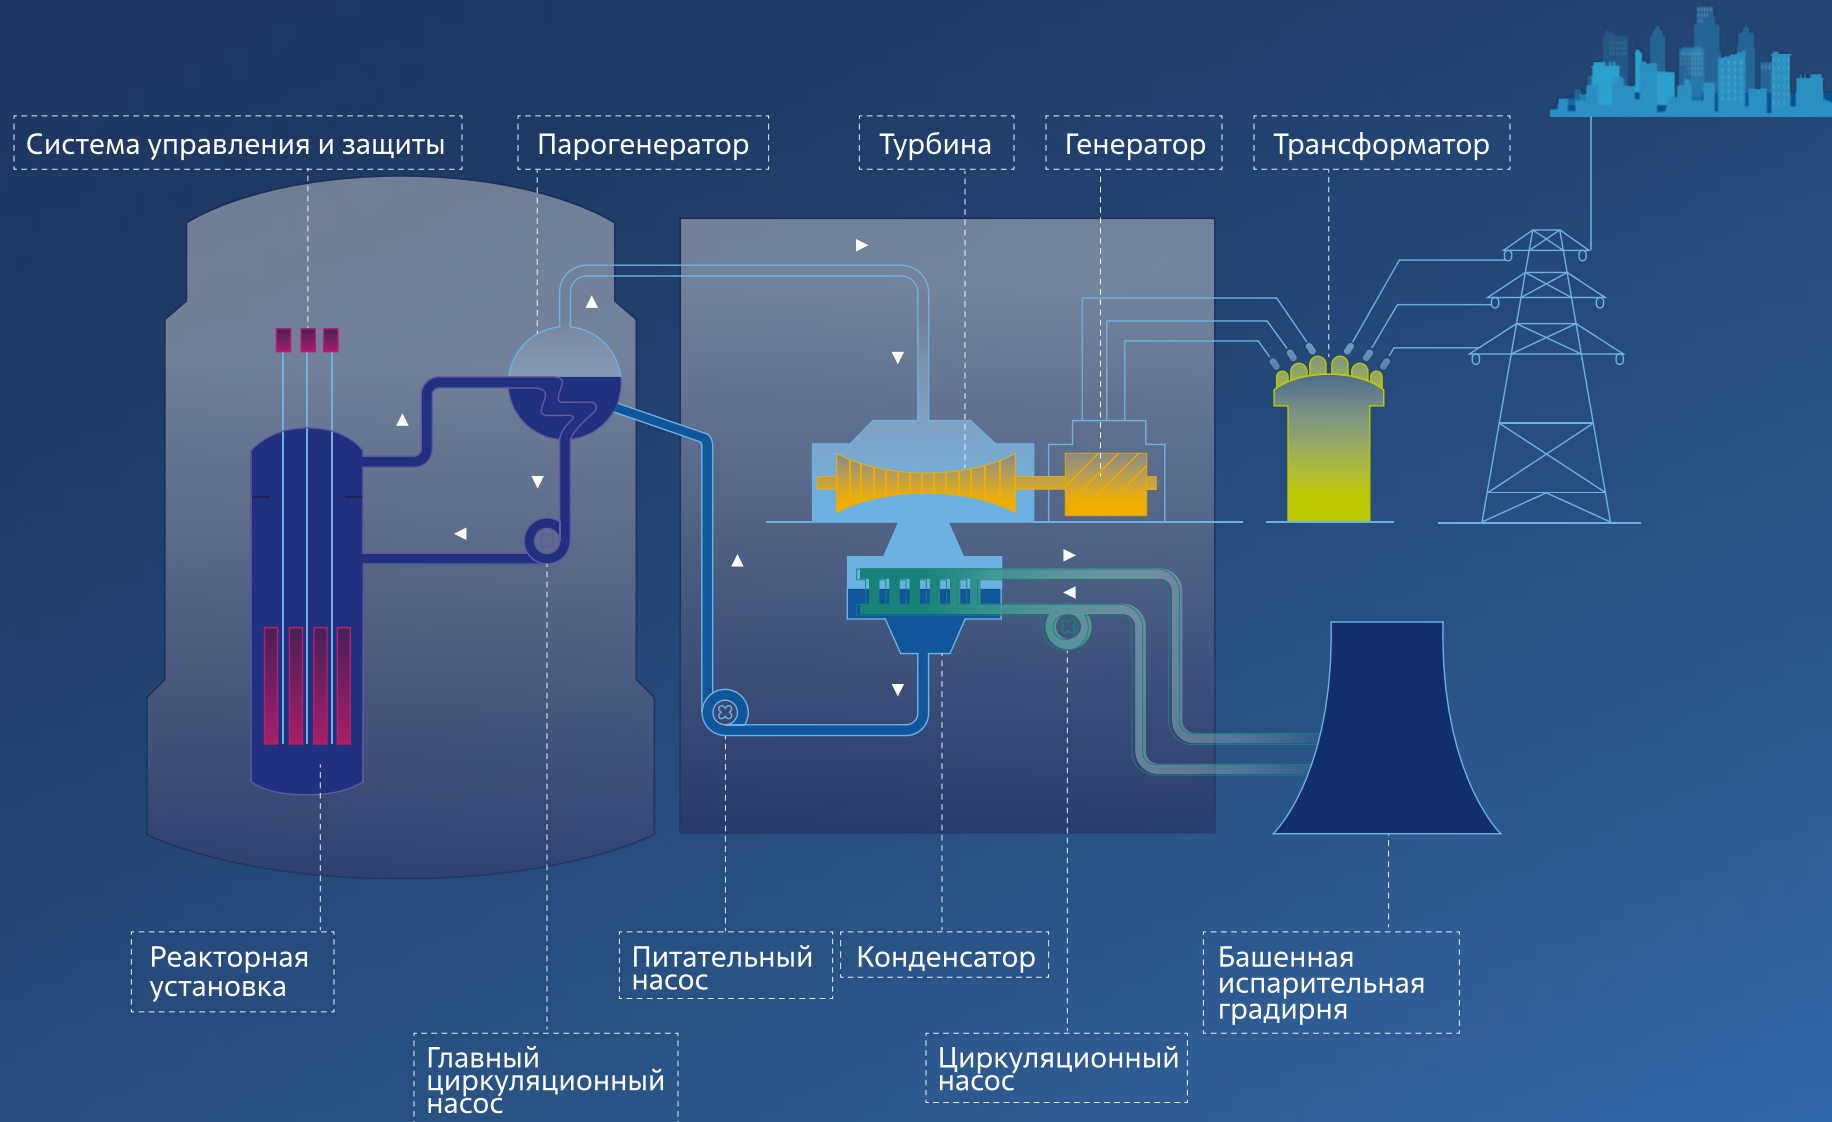 Система управления и защиты
Парогенератор
Турбина
Генератор
Трансформатор
Реакторная
установка
Главный
циркуляционный
насос
Питательный
насос
Конденсатор
Циркуляционный
насос
Башенная
испарительная
градирня